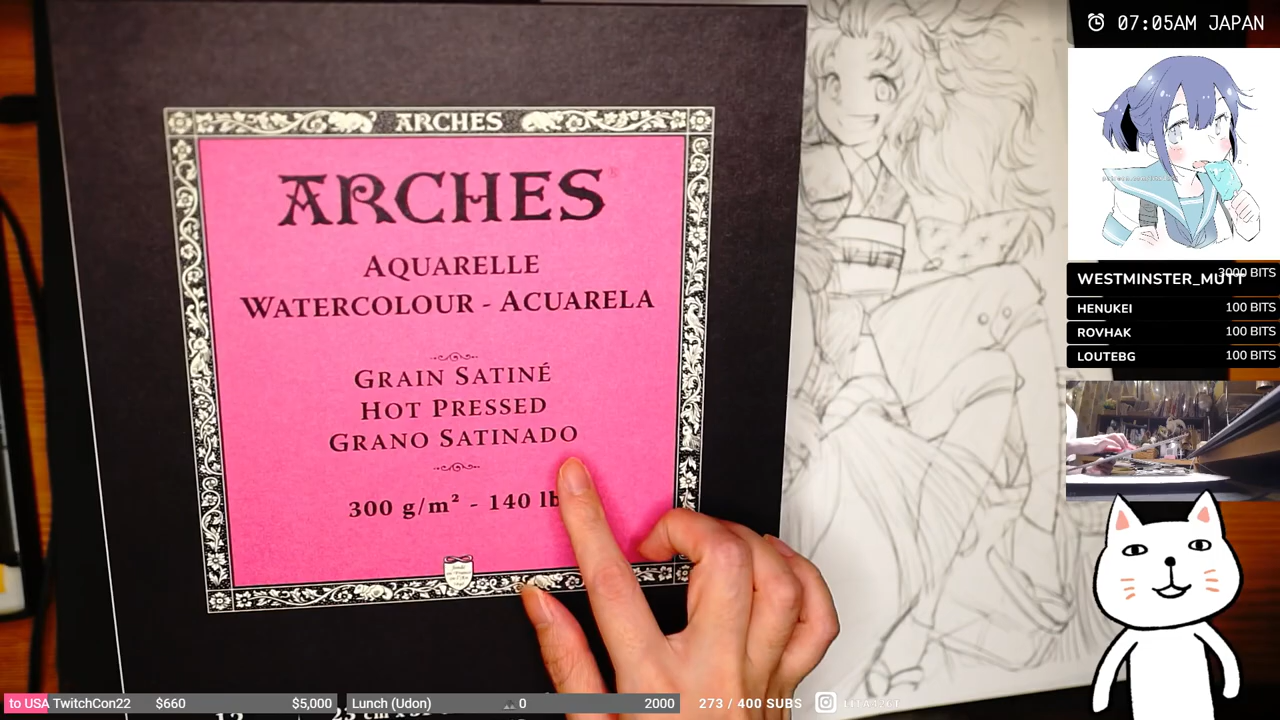 07:05AM JAPAN
ARCHES
ARCHES
AQUARELLE
WATERCOLOUR - ACUARELA
GRAIN SATINÉ
HOT PRESSED
GRANO SATINADO
300 g/m² - 140 lb
WESTMINSTER_MUTT 3000 BITS
HENUKEI 100 BITS
ROVHAK 100 BITS
LOUTEBG 100 BITS
to USA TwitchCon22 $660 $5,000
Lunch (Udon) 0 2000
273 / 400 SUBS